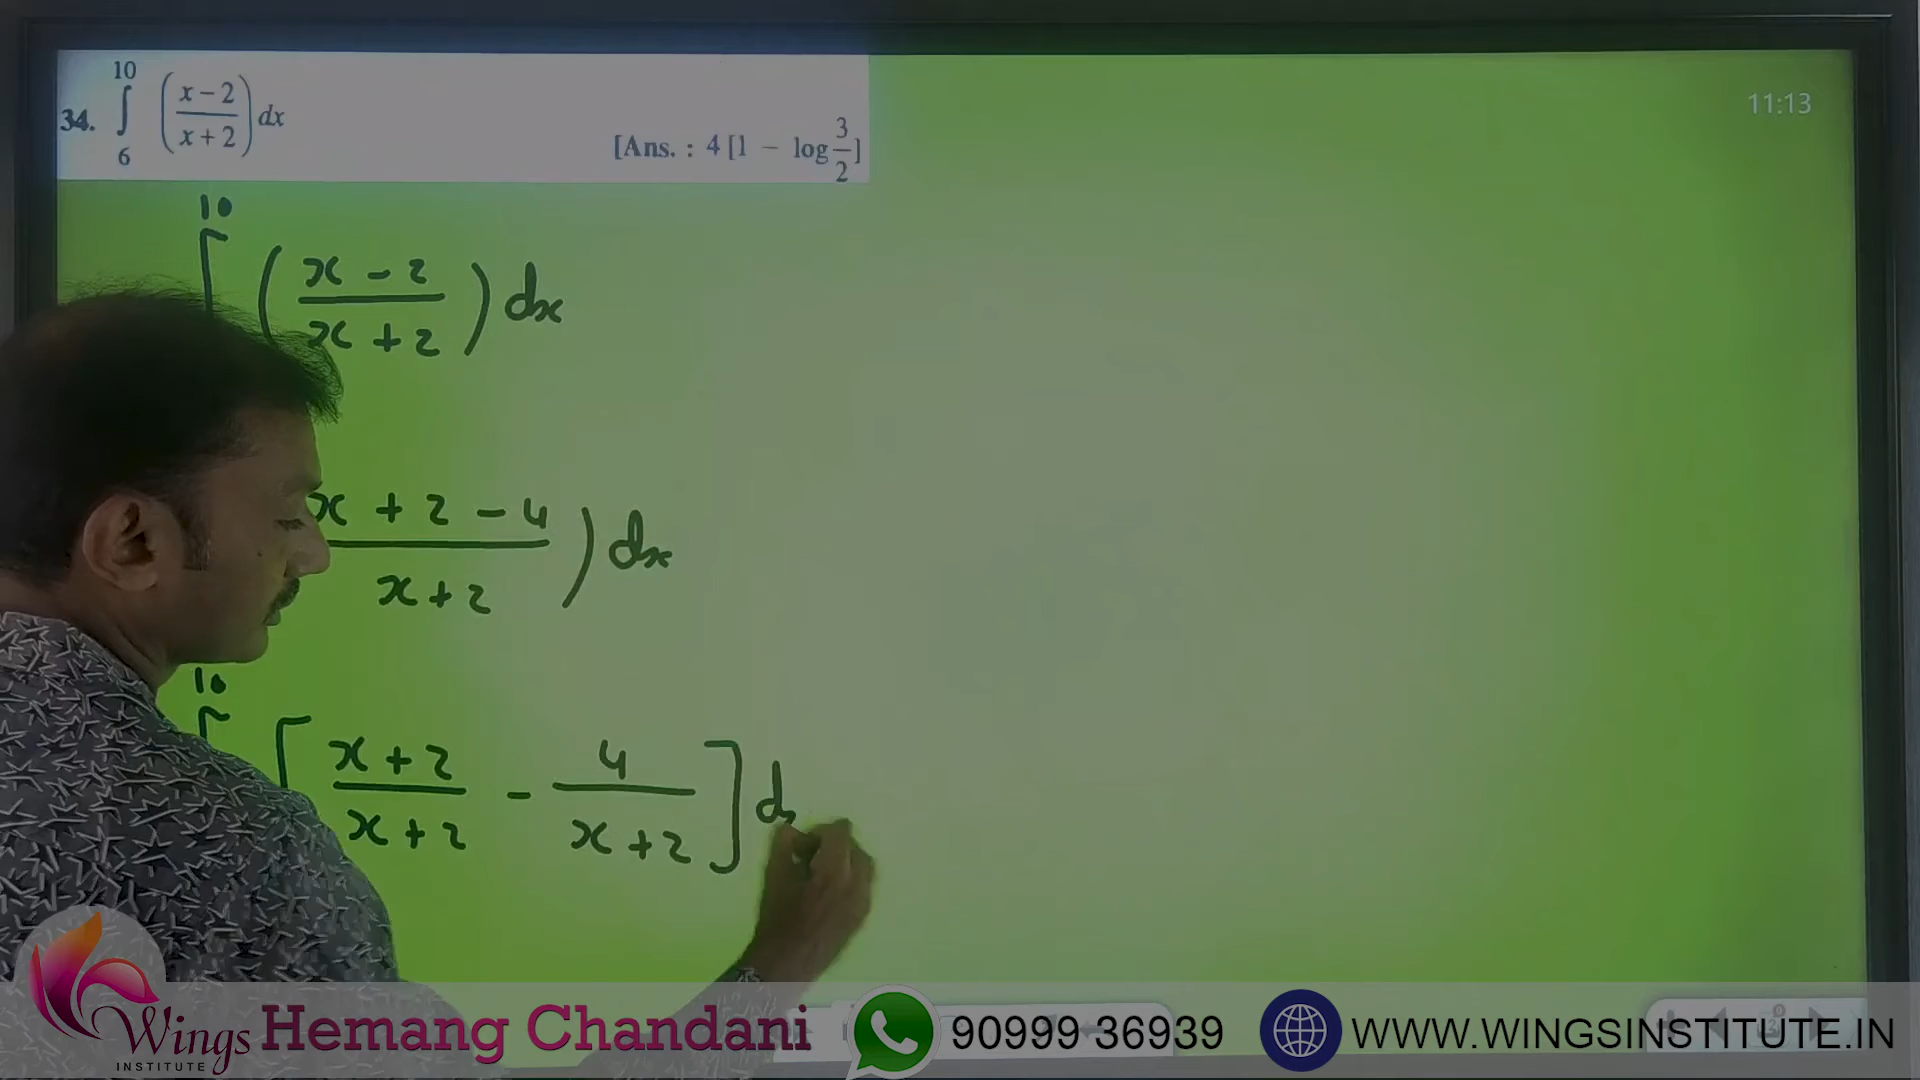 34. ∫₆¹⁰ ((x − 2)/(x + 2)) dx
[Ans. : 4 [1 − log 3/2]
11:13
10
∫ ((x − 2)/(x + 2)) dx
x + 2 − 4
x + 2 ) dx
10
∫ [ (x + 2)/(x + 2) − 4/(x + 2) ] d
Wings
INSTITUTE
Hemang Chandani
90999 36939
WWW.WINGSINSTITUTE.IN